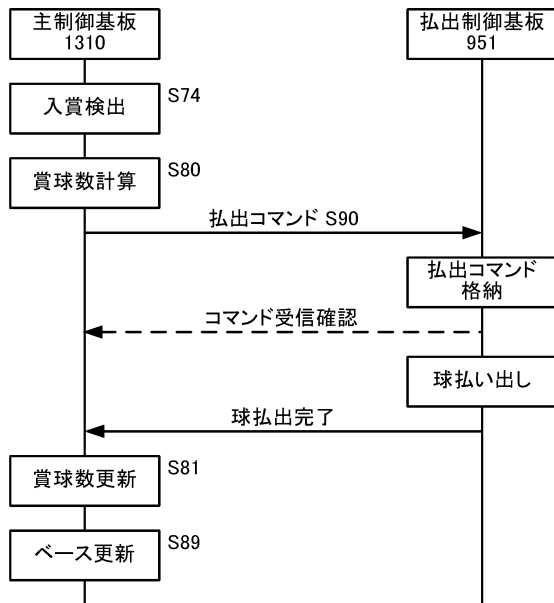 主制御基板
1310
払出制御基板
951
入賞検出
S74
賞球数計算
S80
払出コマンド S90
払出コマンド
格納
コマンド受信確認
球払い出し
球払出完了
賞球数更新
S81
ベース更新
S89